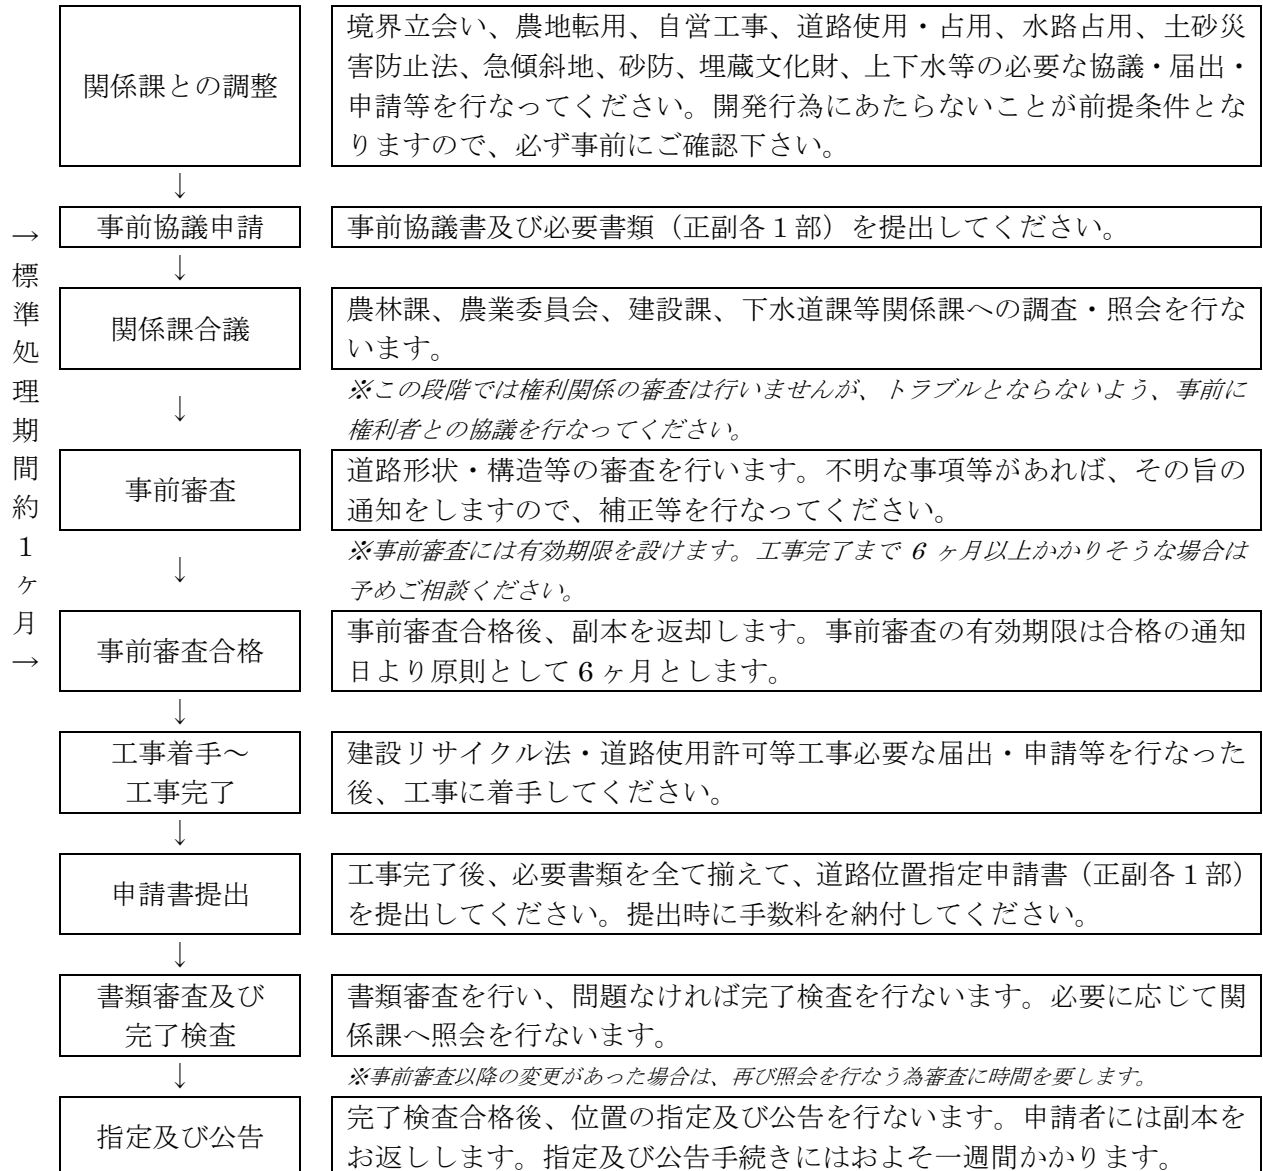 関係課との調整
境界立会い、農地転用、自営工事、道路使用・占用、水路占用、土砂災
害防止法、急傾斜地、砂防、埋蔵文化財、上下水等の必要な協議・届出・
申請等を行なってください。開発行為にあたらないことが前提条件とな
りますので、必ず事前にご確認下さい。
↓
→標準処理期間約1ヶ月→
事前協議申請
事前協議書及び必要書類（正副各１部）を提出してください。
↓
関係課合議
農林課、農業委員会、建設課、下水道課等関係課への調査・照会を行な
います。
↓
※この段階では権利関係の審査は行いませんが、トラブルとならないよう、事前に
権利者との協議を行なってください。
事前審査
道路形状・構造等の審査を行います。不明な事項等があれば、その旨の
通知をしますので、補正等を行なってください。
↓
※事前審査には有効期限を設けます。工事完了まで 6 ヶ月以上かかりそうな場合は
予めご相談ください。
事前審査合格
事前審査合格後、副本を返却します。事前審査の有効期限は合格の通知
日より原則として 6 ヶ月とします。
↓
工事着手～
工事完了
建設リサイクル法・道路使用許可等工事必要な届出・申請等を行なった
後、工事に着手してください。
↓
申請書提出
工事完了後、必要書類を全て揃えて、道路位置指定申請書（正副各１部）
を提出してください。提出時に手数料を納付してください。
↓
書類審査及び
完了検査
書類審査を行い、問題なければ完了検査を行ないます。必要に応じて関
係課へ照会を行ないます。
↓
※事前審査以降の変更があった場合は、再び照会を行なう為審査に時間を要します。
指定及び公告
完了検査合格後、位置の指定及び公告を行ないます。申請者には副本を
お返しします。指定及び公告手続きにはおよそ一週間かかります。